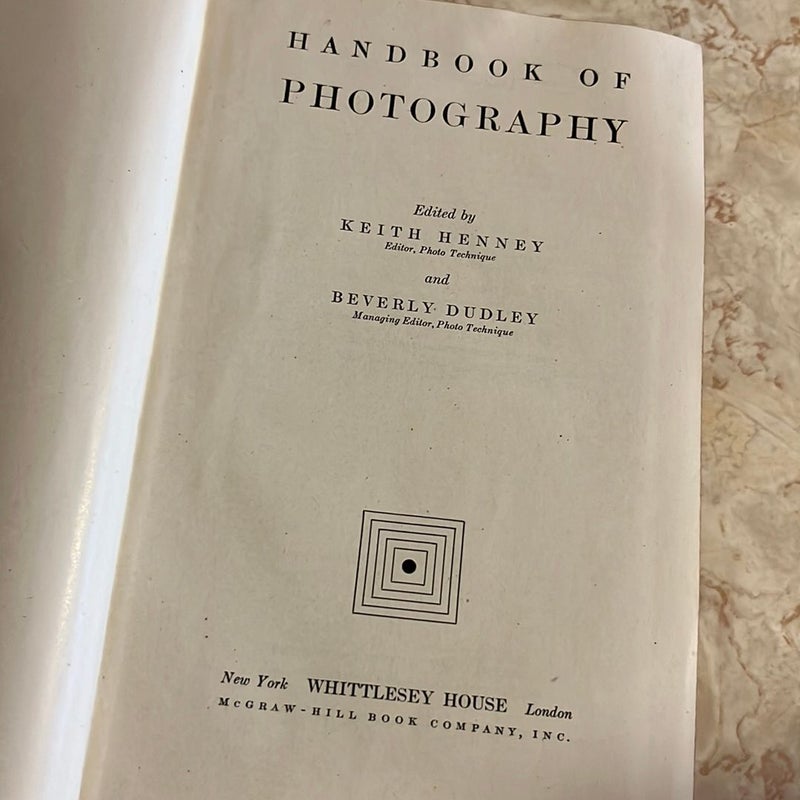 HANDBOOK OF
PHOTOGRAPHY
Edited by
KEITH HENNEY
Editor, Photo Technique
and
BEVERLY DUDLEY
Managing Editor, Photo Technique
New York WHITTLESEY HOUSE London
McGRAW-HILL BOOK COMPANY, INC.